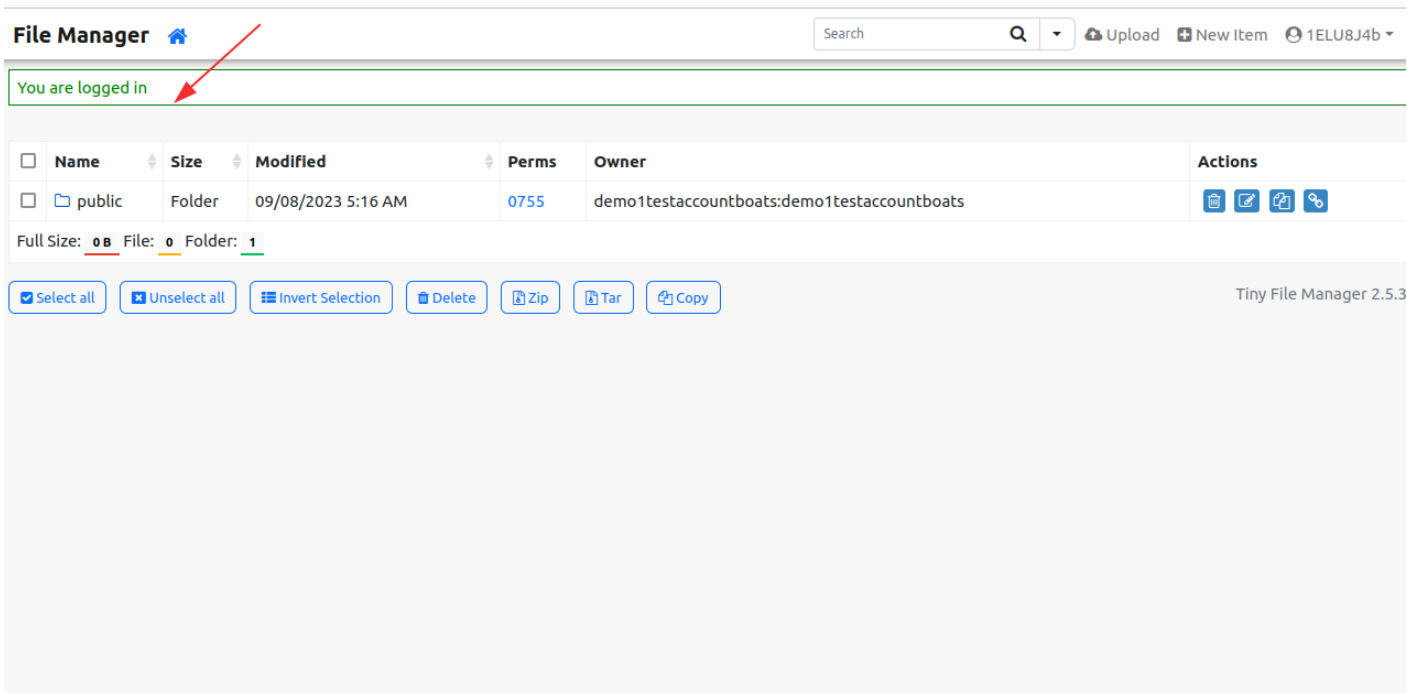 File Manager Search Upload New Item 1ELU8J4b
You are logged in
Name Size Modified Perms Owner Actions
public Folder 09/08/2023 5:16 AM 0755 demo1testaccountboats:demo1testaccountboats
Full Size: 0 B File: 0 Folder: 1
Select all Unselect all Invert Selection Delete Zip Tar Copy Tiny File Manager 2.5.3